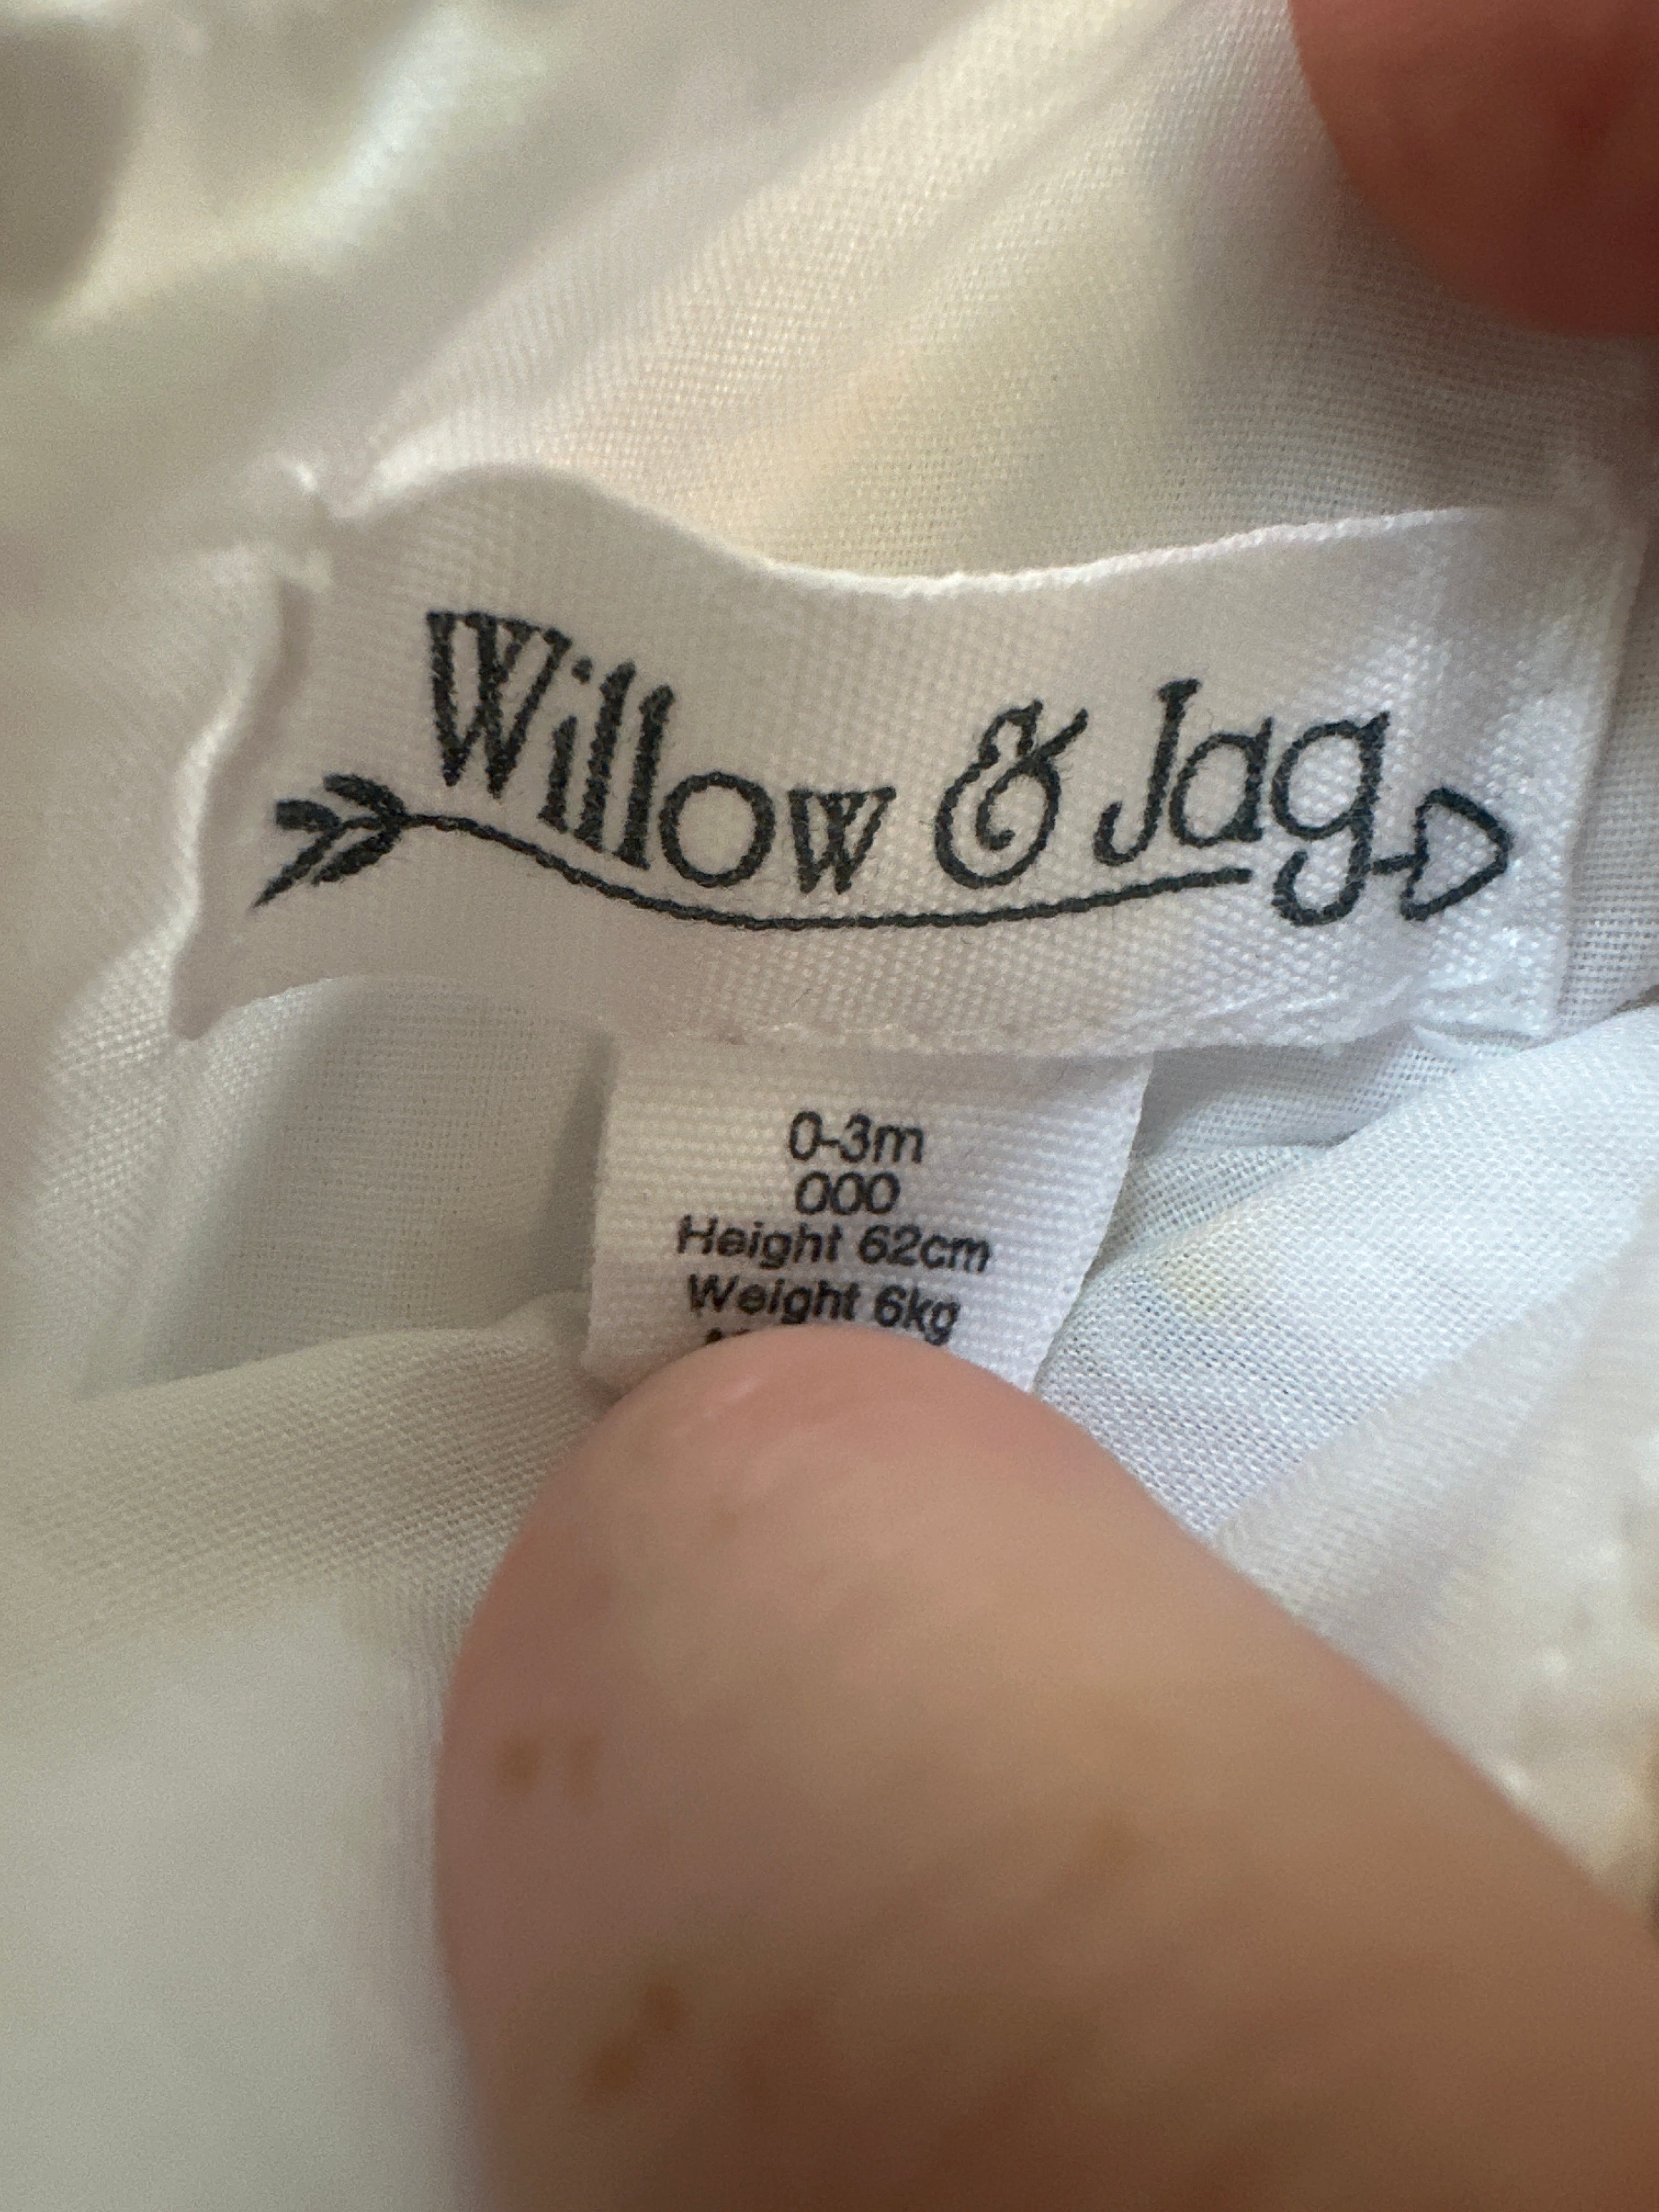 Willow & Jag
0-3m
000
Height 62cm
Weight 6kg